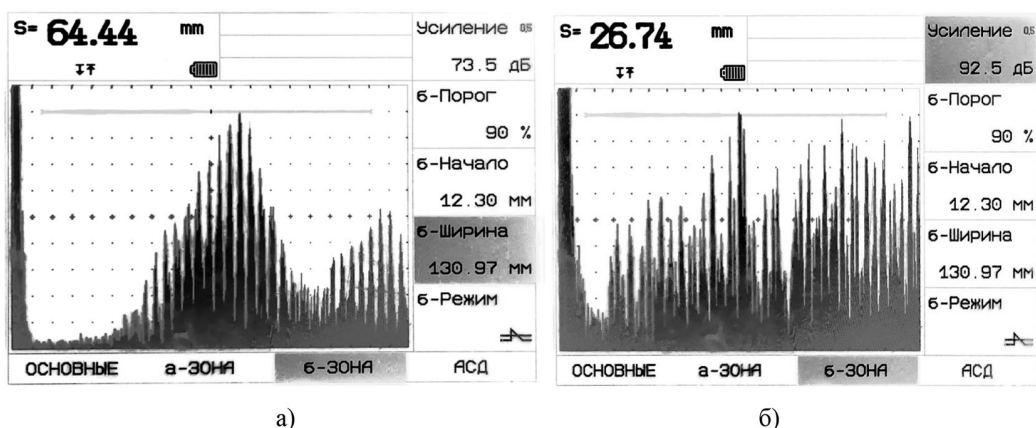 S= 64.44 mm
Усиление 0,5
73.5 дБ
б-Порог
90 %
б-Начало
12.30 мм
б-Ширина
130.97 мм
б-Режим
ОСНОВНЫЕ а-ЗОНА б-ЗОНА АСД
а)
S= 26.74 mm
Усиление 0,5
92.5 дБ
б-Порог
90 %
б-Начало
12.30 мм
б-Ширина
130.97 мм
б-Режим
ОСНОВНЫЕ а-ЗОНА б-ЗОНА АСД
б)